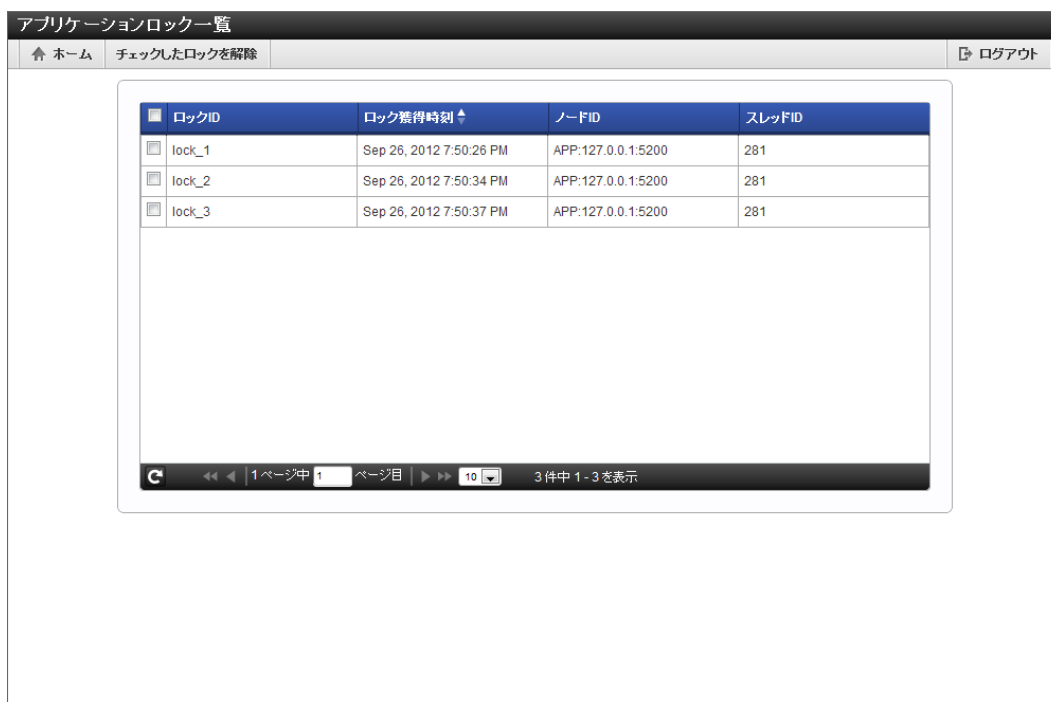 アプリケーションロック一覧
ホーム チェックしたロックを解除 ログアウト
ロックID ロック獲得時刻 ノードID スレッドID
lock_1 Sep 26, 2012 7:50:26 PM APP:127.0.0.1:5200 281
lock_2 Sep 26, 2012 7:50:34 PM APP:127.0.0.1:5200 281
lock_3 Sep 26, 2012 7:50:37 PM APP:127.0.0.1:5200 281
1 ページ中 1 ページ目 10 3 件中 1 - 3 を表示